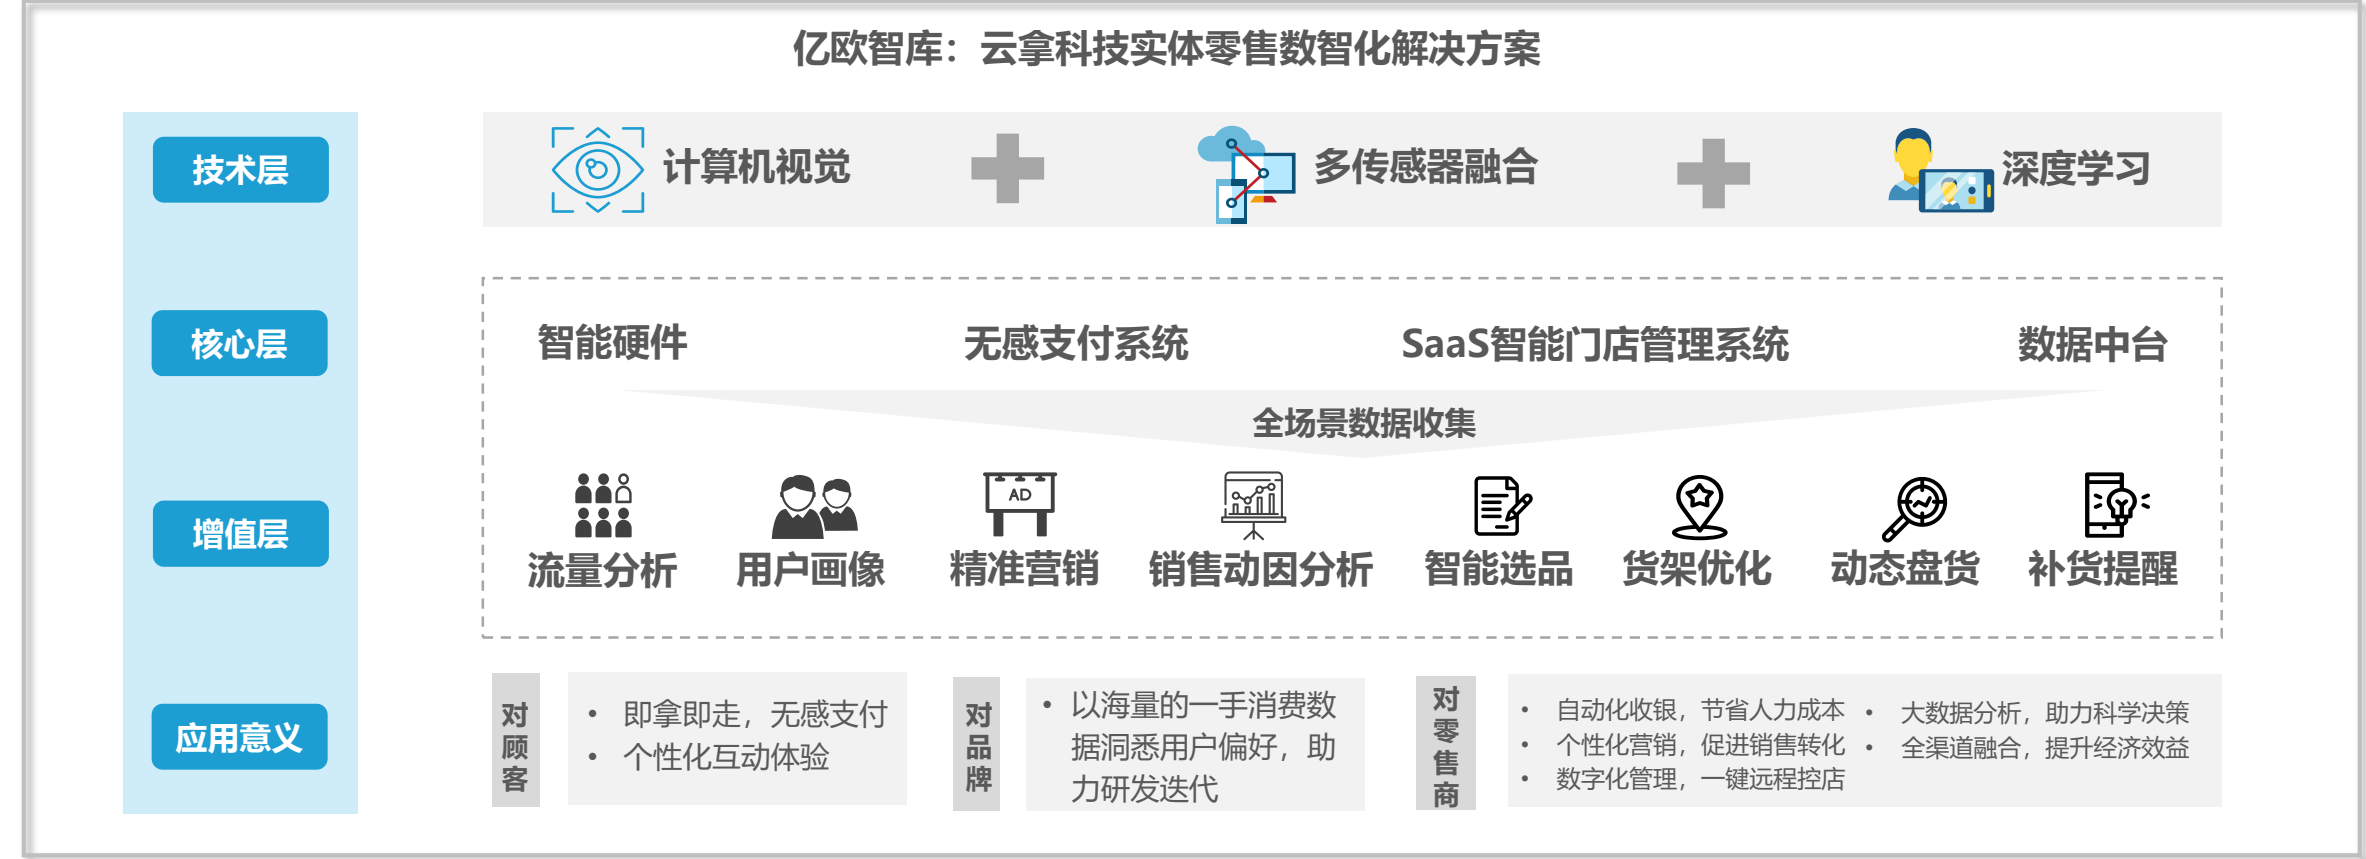 亿欧智库：云拿科技实体零售数智化解决方案
技术层
计算机视觉
多传感器融合
深度学习
核心层
智能硬件
无感支付系统
SaaS智能门店管理系统
数据中台
全场景数据收集
增值层
AD
流量分析
用户画像
精准营销
销售动因分析
智能选品
货架优化
动态盘货
补货提醒
应用意义
对顾客
• 即拿即走，无感支付
• 个性化互动体验
对品牌
• 以海量的一手消费数
据洞悉用户偏好，助
力研发迭代
对零售商
• 自动化收银，节省人力成本
• 个性化营销，促进销售转化
• 数字化管理，一键远程控店
• 大数据分析，助力科学决策
• 全渠道融合，提升经济效益